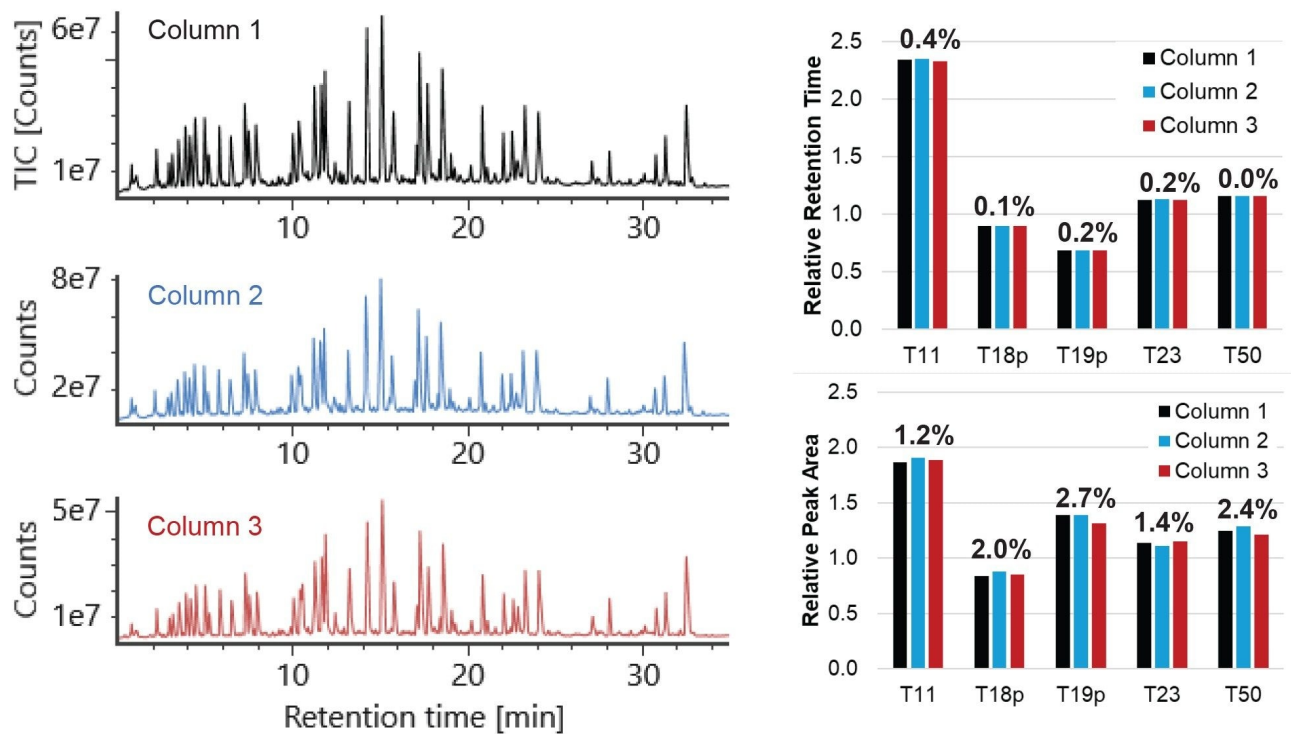 TIC [Counts]
6e7
1e7
Column 1
10 20 30
Counts
8e7
2e7
Column 2
10 20 30
Counts
5e7
1e7
Column 3
10 20 30
Retention time [min]
Relative Retention Time
2.5
2.0
1.5
1.0
0.5
0.0
0.4%
0.1%
0.2%
0.2%
0.0%
Column 1
Column 2
Column 3
T11 T18p T19p T23 T50
Relative Peak Area
2.5
2.0
1.5
1.0
0.5
0.0
1.2%
2.0%
2.7%
1.4%
2.4%
Column 1
Column 2
Column 3
T11 T18p T19p T23 T50